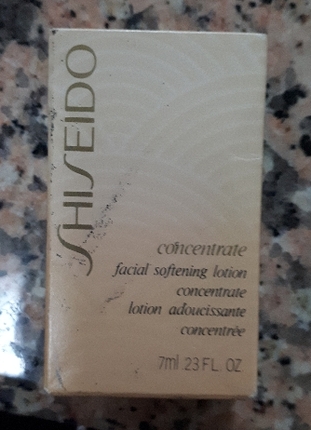 SHISEIDO
concentrate
facial softening lotion
concentrate
lotion adoucissante
concentrée
7ml .23 FL. OZ